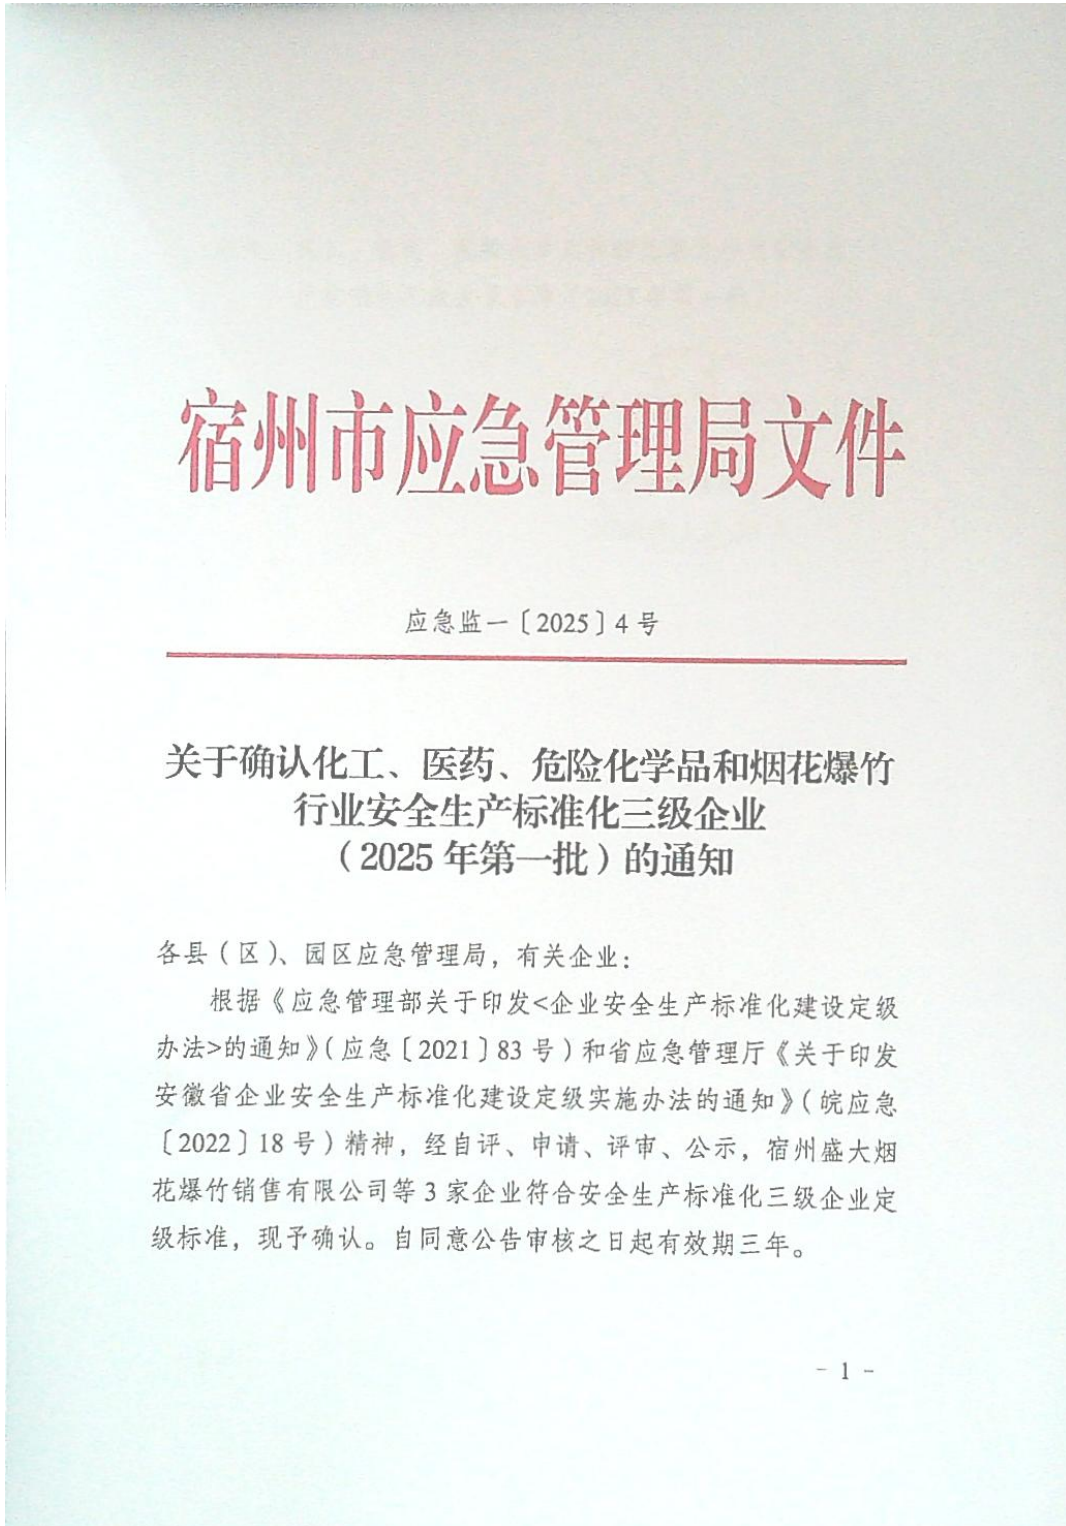 宿州市应急管理局文件
应急监一〔2025〕4号
关于确认化工、医药、危险化学品和烟花爆竹
行业安全生产标准化三级企业
（2025年第一批）的通知
各县（区）、园区应急管理局，有关企业：
根据《应急管理部关于印发<企业安全生产标准化建设定级
办法>的通知》（应急〔2021〕83号）和省应急管理厅《关于印发
安徽省企业安全生产标准化建设定级实施办法的通知》（皖应急
〔2022〕18号）精神，经自评、申请、评审、公示，宿州盛大烟
花爆竹销售有限公司等3家企业符合安全生产标准化三级企业定
级标准，现予确认。自同意公告审核之日起有效期三年。
- 1 -